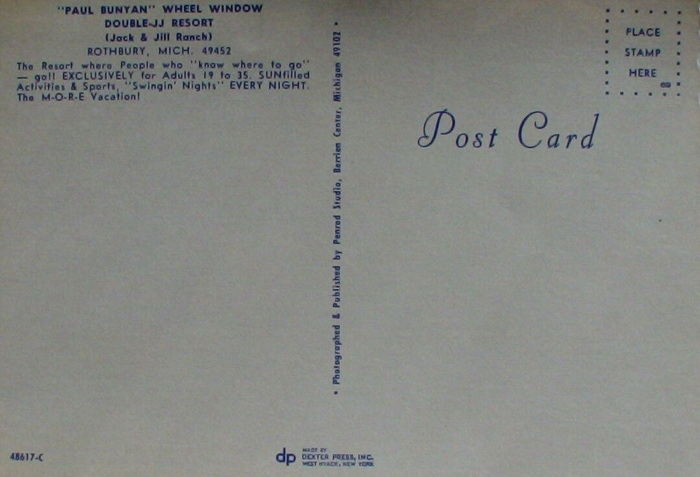 "PAUL BUNYAN" WHEEL WINDOW
DOUBLE-JJ RESORT
(Jack & Jill Ranch)
ROTHBURY, MICH. 49452
The Resort where People who "know where to go"
— go!! EXCLUSIVELY for Adults 19 to 35. SUNfilled
Activities & Sports, "Swingin' Nights" EVERY NIGHT.
The M-O-R-E Vacation!
• Photographed & Published by Penrod Studio, Berrien Center, Michigan 49102 •
PLACE
STAMP
HERE
Post Card
48617-C
dp
MADE BY
DEXTER PRESS, INC.
WEST NYACK, NEW YORK